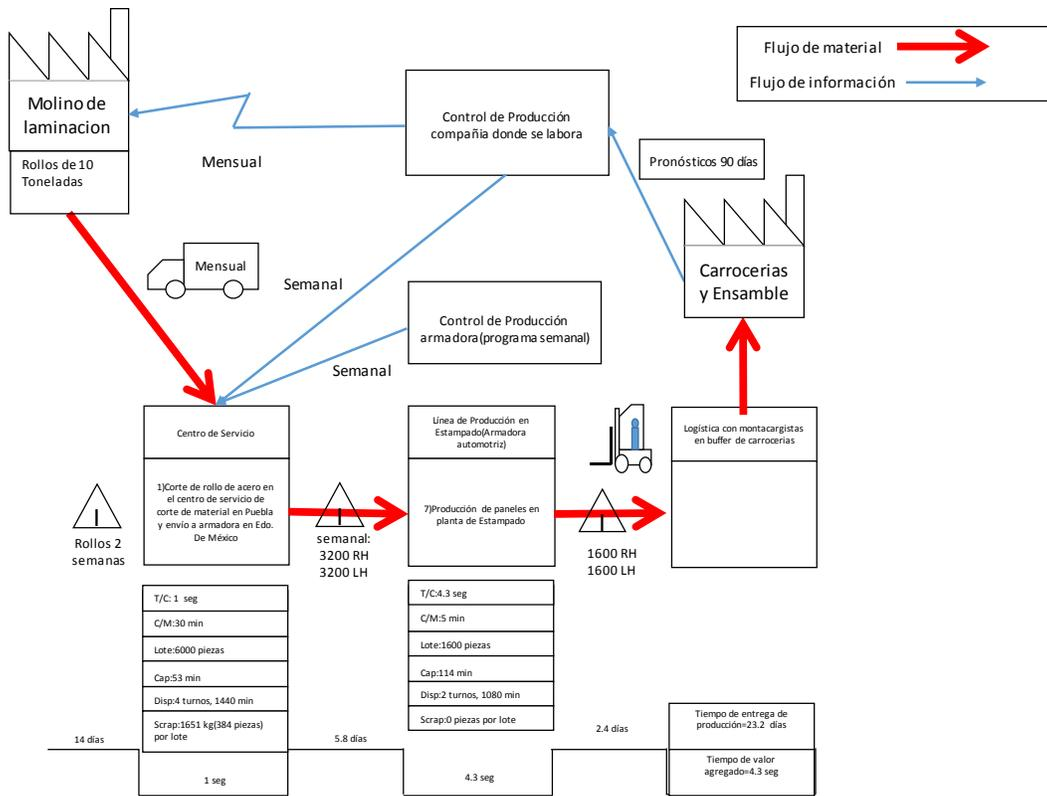 Flujo de material
Flujo de información
Molino de
laminacion
Rollos de 10
Toneladas
Control de Producción
compañia donde se labora
Mensual
Pronósticos 90 días
Mensual
Semanal
Carrocerias
y Ensamble
Control de Producción
armadora(programa semanal)
Semanal
Centro de Servicio
Línea de Producción en
Estampado(Armadora
automotriz)
Logística con montacargistas
en buffer de carrocerias
1)Corte de rollo de acero en
el centro de servicio de
corte de material en Puebla
y envío a armadora en Edo.
De México
7)Producción de paneles en
planta de Estampado
I
Rollos 2
semanas
I
semanal:
3200 RH
3200 LH
I
1600 RH
1600 LH
T/C: 1 seg
C/M:30 min
Lote:6000 piezas
Cap:53 min
Disp:4 turnos, 1440 min
Scrap:1651 kg(384 piezas)
por lote
T/C:4.3 seg
C/M:5 min
Lote:1600 piezas
Cap:114 min
Disp:2 turnos, 1080 min
Scrap:0 piezas por lote
14 días
1 seg
5.8 días
4.3 seg
2.4 días
Tiempo de entrega de
producción=23.2 días
Tiempo de valor
agregado=4.3 seg